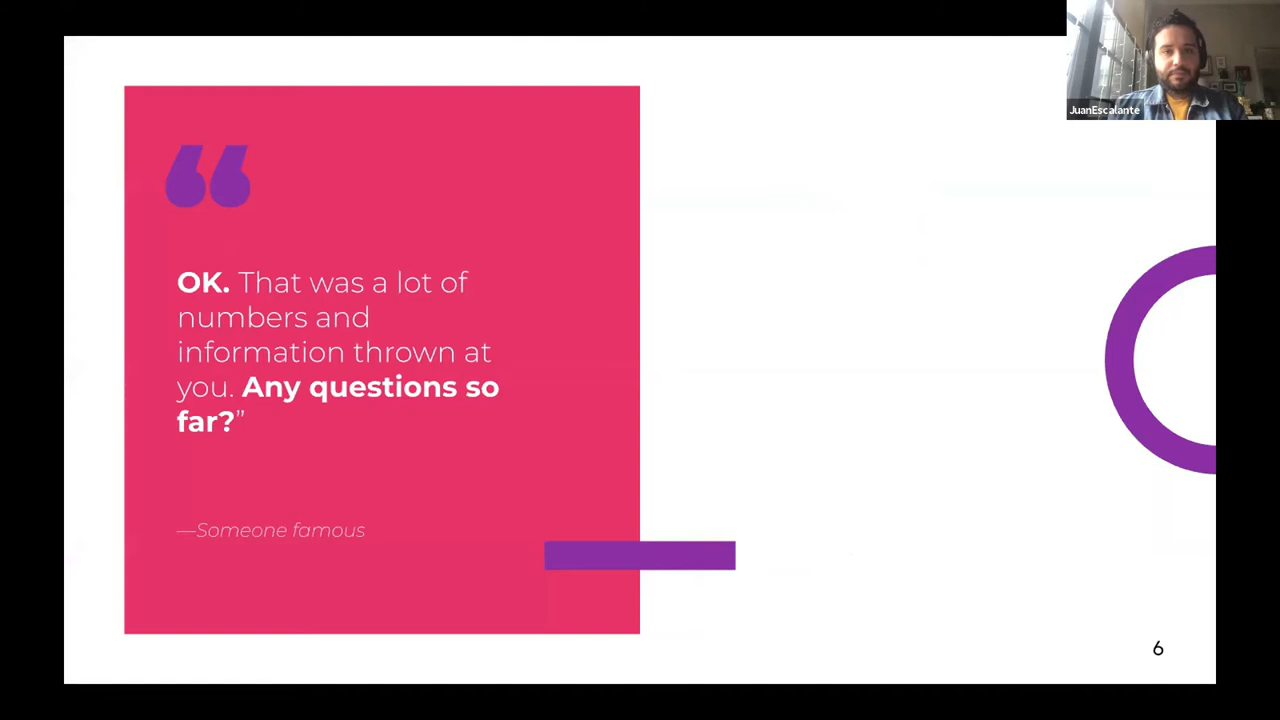 JuanEscalante
“
OK. That was a lot of
numbers and
information thrown at
you. Any questions so
far?”
—Someone famous
6